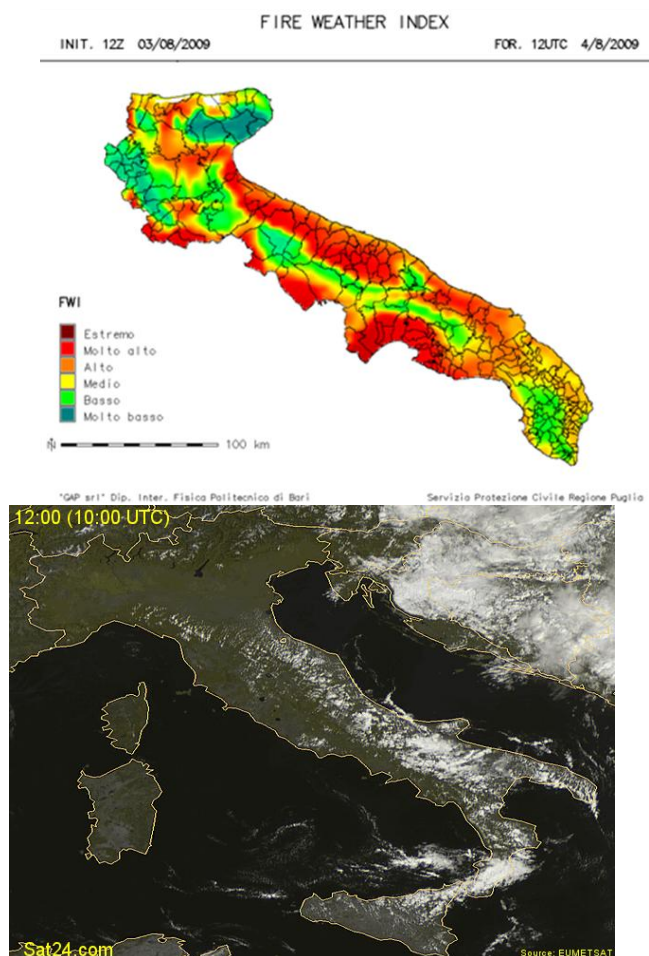 FIRE WEATHER INDEX
INIT. 12Z 03/08/2009 FOR. 12UTC 4/8/2009
FWI
Estremo
Molto alto
Alto
Medio
Basso
Molto basso
N 100 km
"GAP srl" Dip. Inter. Fisica Politecnico di Bari Servizio Protezione Civile Regione Puglia
12:00 (10:00 UTC)
Sat24.com Source: EUMETSAT